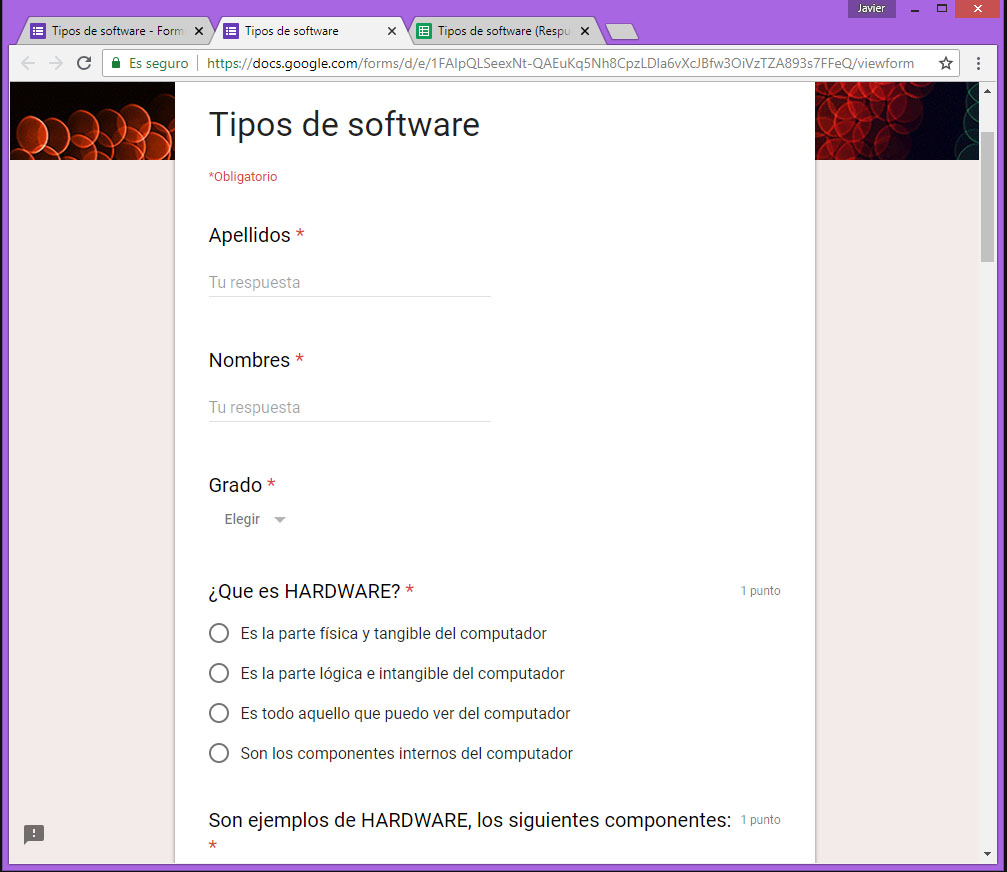 Javier
Tipos de software - Form
Tipos de software
Tipos de software (Respu
Es seguro
https://docs.google.com/forms/d/e/1FAIpQLSeexNt-QAEuKq5Nh8CpzLDla6vXcJBfw3OiVzTZA893s7FFeQ/viewform
Tipos de software
*Obligatorio
Apellidos *
Tu respuesta
Nombres *
Tu respuesta
Grado *
Elegir
¿Que es HARDWARE? *
1 punto
Es la parte física y tangible del computador
Es la parte lógica e intangible del computador
Es todo aquello que puedo ver del computador
Son los componentes internos del computador
Son ejemplos de HARDWARE, los siguientes componentes:
1 punto
*